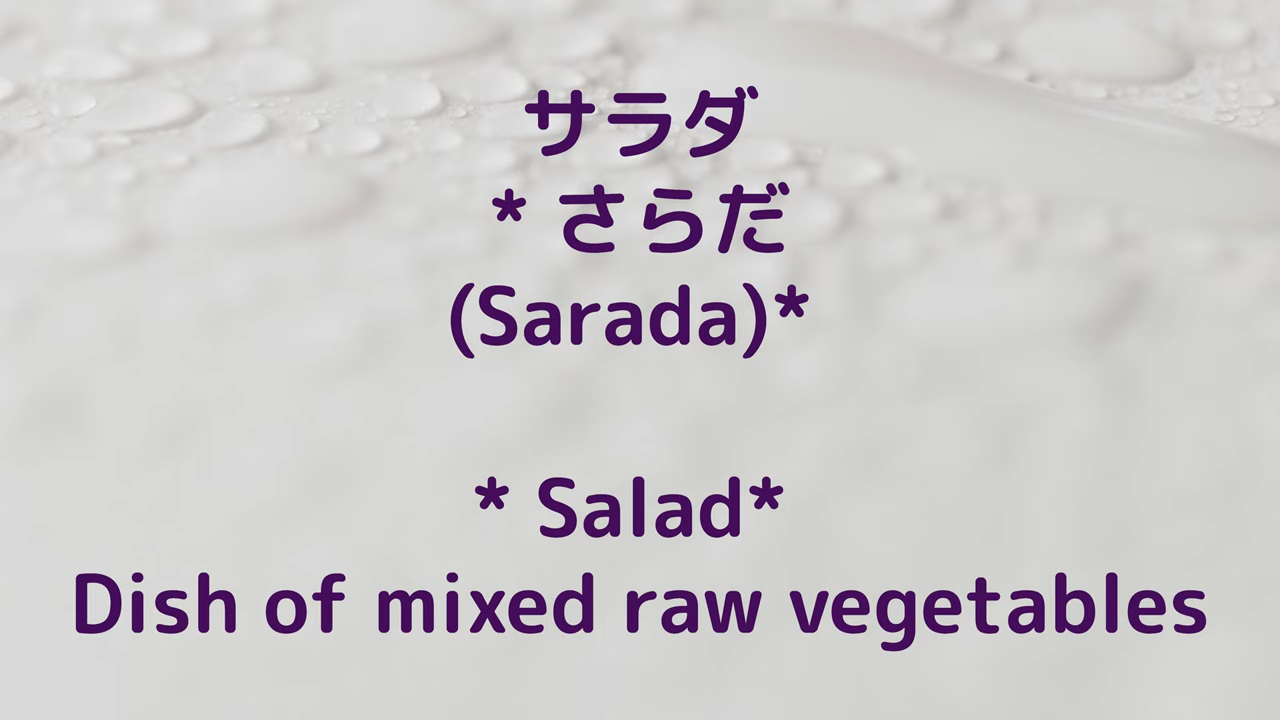 サラダ
* さらだ
(Sarada)*
* Salad*
Dish of mixed raw vegetables